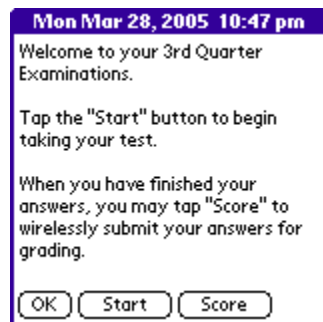 Mon Mar 28, 2005 10:47 pm
Welcome to your 3rd Quarter
Examinations.
Tap the "Start" button to begin
taking your test.
When you have finished your
answers, you may tap "Score" to
wirelessly submit your answers for
grading.
OK Start Score